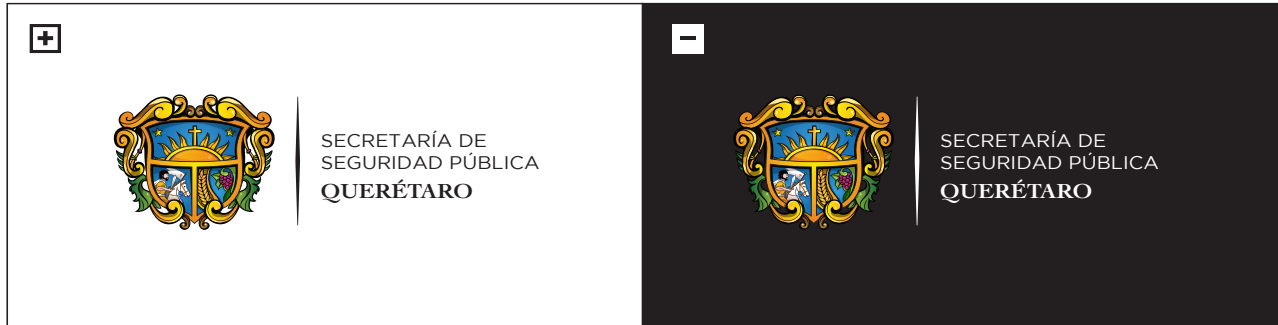 SECRETARÍA DE
SEGURIDAD PÚBLICA
QUERÉTARO
SECRETARÍA DE
SEGURIDAD PÚBLICA
QUERÉTARO